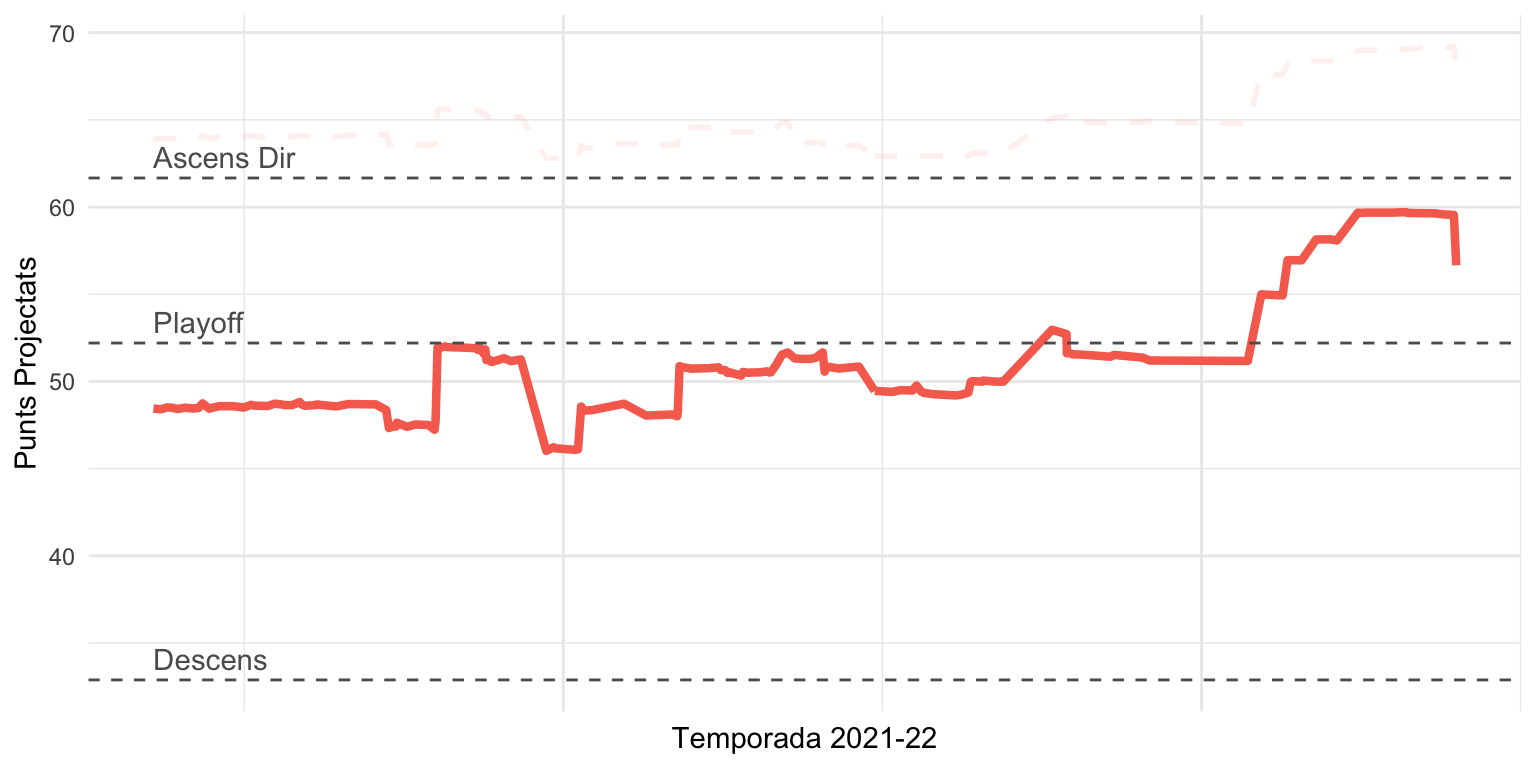 70
Ascens Dir
60
Playoff
50
40
Descens
Punts Projectats
Temporada 2021-22